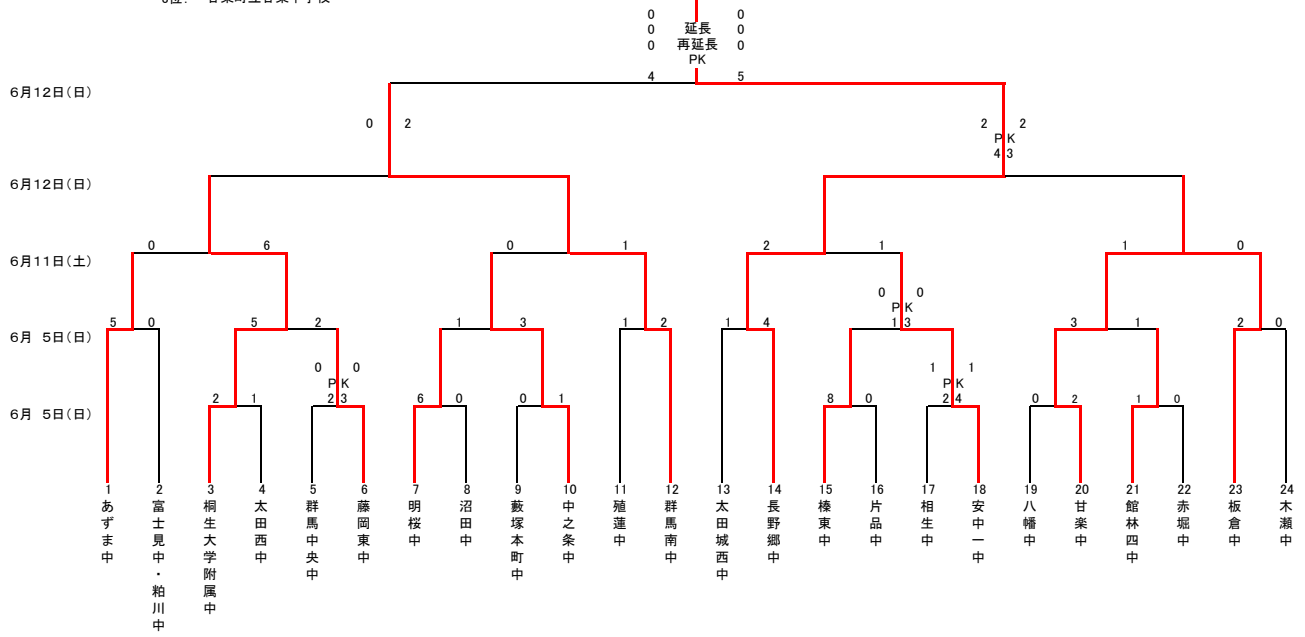 0 0
0 延長 0
0 再延長 0
PK
4 5
6月12日(日)
0 2
2 2
PK
4 3
6月12日(日)
0 6 0 1 2 1 1 0
6月11日(土)
0 0
PK
5 0 5 2 1 3 1 2 1 4 1 3 3 1 2 0
6月 5日(日)
0 0 1 1
PK PK
2 1 2 3 6 0 0 1 8 0 2 4 0 2 1 0
6月 5日(日)
1 2 3 4 5 6 7 8 9 10 11 12 13 14 15 16 17 18 19 20 21 22 23 24
あずま中
富士見中・粕川中
桐生大学附属中
太田西中
群馬中央中
藤岡東中
明桜中
沼田中
藪塚本町中
中之条中
殖蓮中
群馬南中
太田城西中
長野郷中
榛東中
片品中
相生中
安中一中
八幡中
甘楽中
館林四中
赤堀中
板倉中
木瀬中